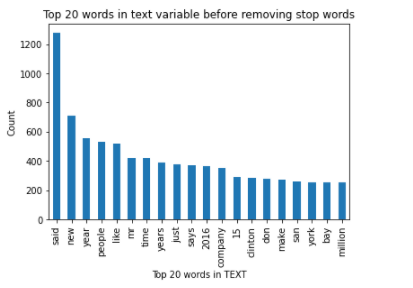 Top 20 words in text variable before removing stop words
1200
1000
800
600
400
200
0
Count
said
new
year
people
like
mr
time
years
just
says
2016
company
15
clinton
don
make
san
york
bay
million
Top 20 words in TEXT